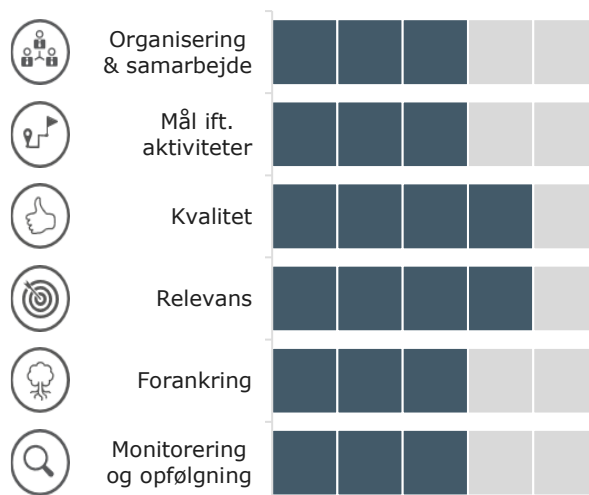 Organisering
& samarbejde
Mål ift.
aktiviteter
Kvalitet
Relevans
Forankring
Monitorering
og opfølgning